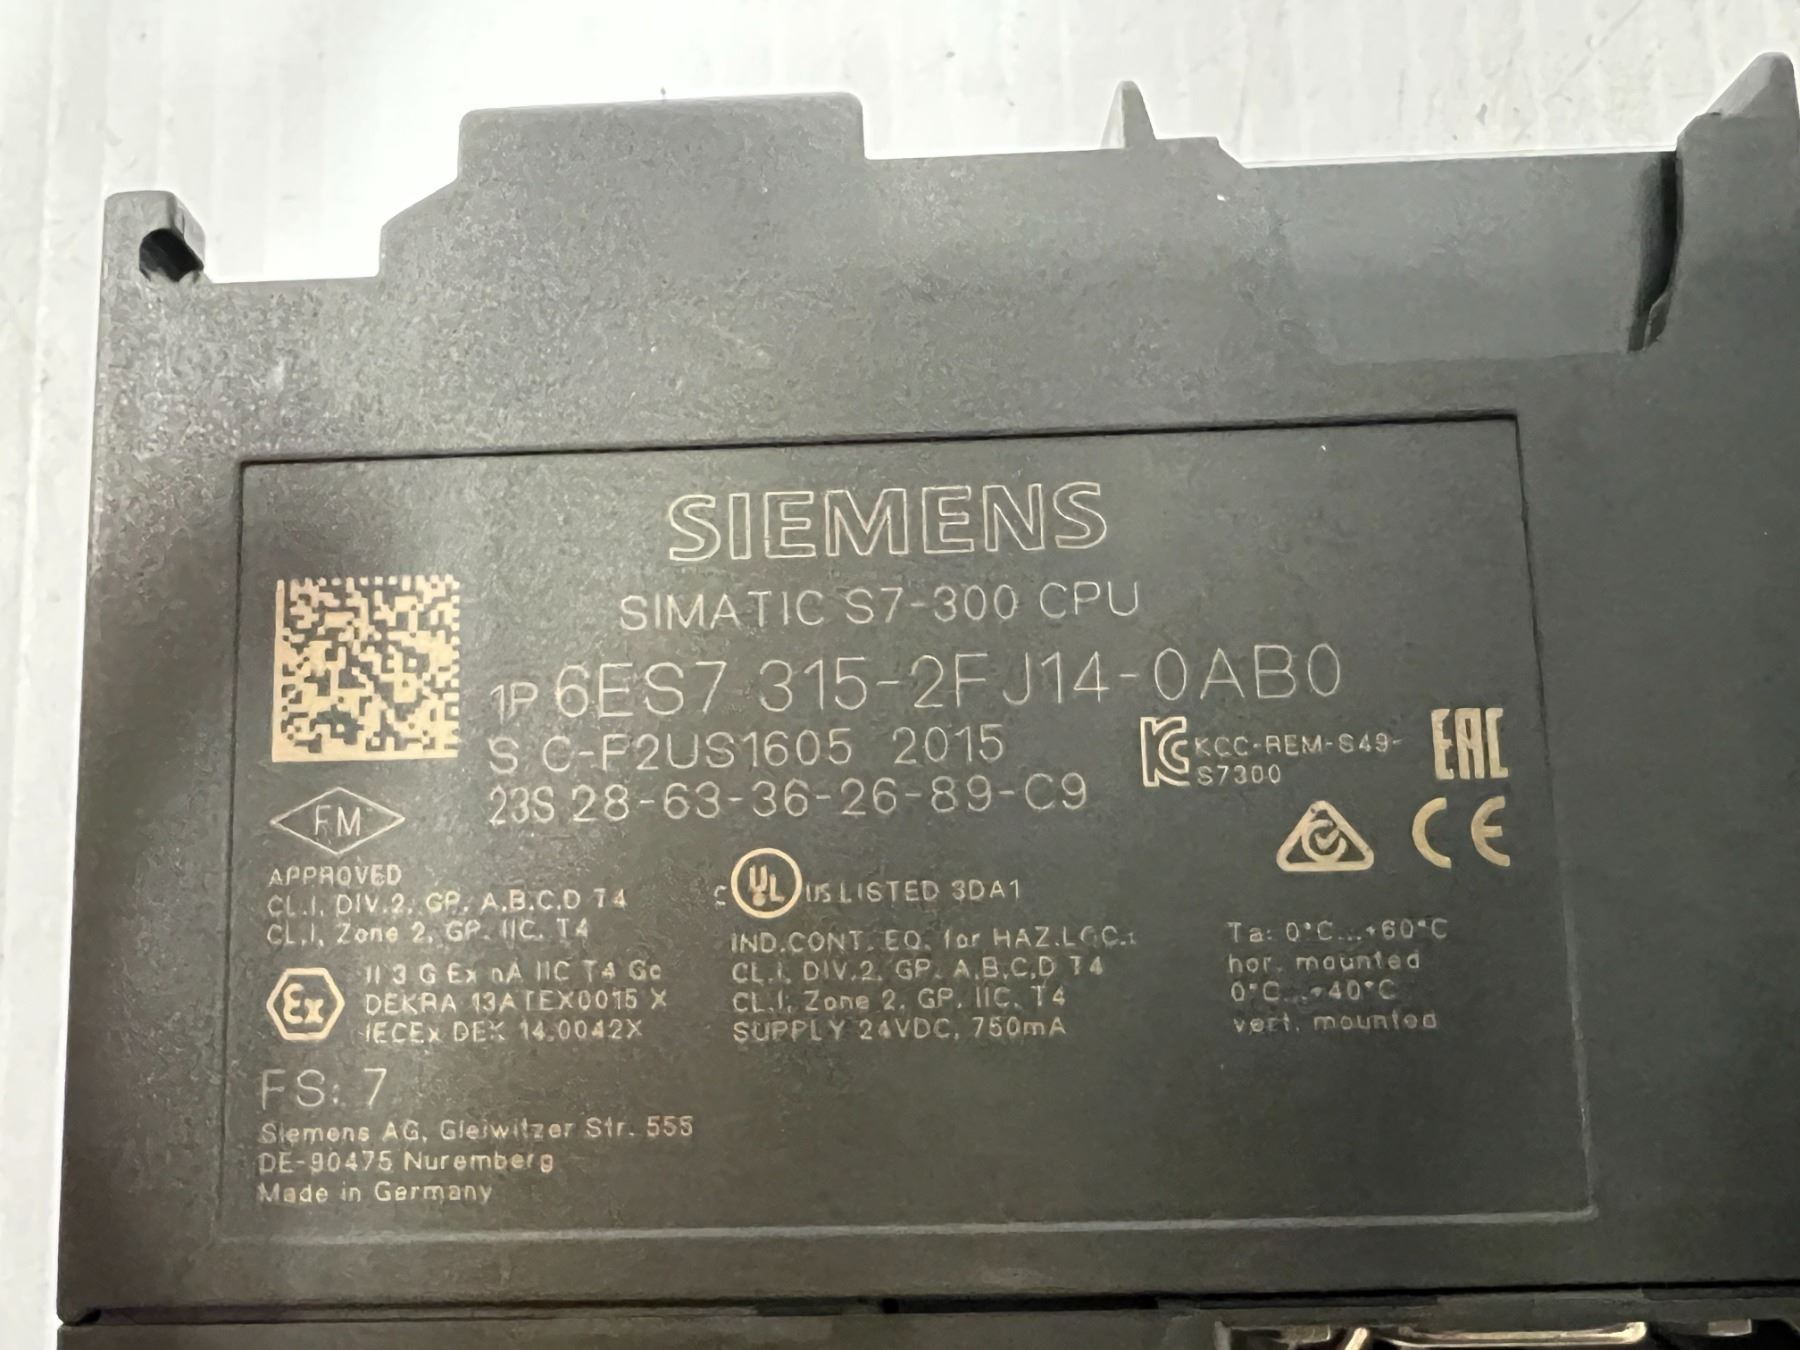 SIEMENS
SIMATIC S7-300 CPU
1P 6ES7 315-2FJ14-0AB0
S C-F2US1605 2015
23S 28-63-36-26-89-C9
KCC-REM-S49-
S7300
EAC
CE
FM
APPROVED
CL.I, DIV.2, GP. A,B,C,D T4
CL.I, Zone 2, GP. IIC, T4
Ex
II 3 G Ex nA IIC T4 Gc
DEKRA 13ATEX0015 X
IECEx DEK 14.0042X
c UL US LISTED 3DA1
IND.CONT. EQ. for HAZ.LOC.:
CL.I, DIV.2, GP. A,B,C,D T4
CL.I, Zone 2, GP. IIC, T4
SUPPLY 24VDC, 750mA
Ta: 0°C...+60°C
hor. mounted
0°C...+40°C
vert. mounted
FS: 7
Siemens AG, Gleiwitzer Str. 555
DE-90475 Nuremberg
Made in Germany